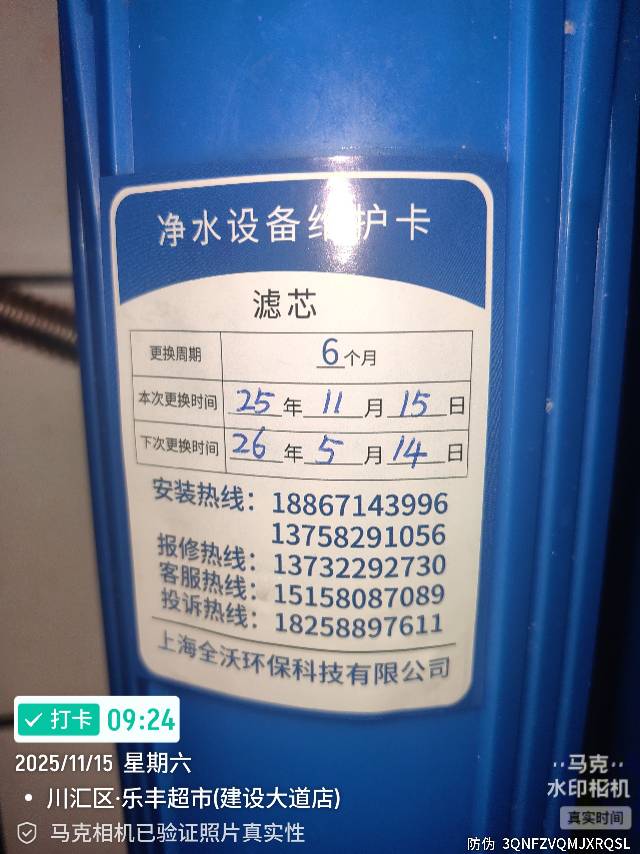 净水设备维护卡
滤芯
更换周期 6个月
本次更换时间 25年11月15日
下次更换时间 26年5月14日
安装热线：18867143996
13758291056
报修热线：13732292730
客服热线：15158087089
投诉热线：18258897611
上海全沃环保科技有限公司
打卡 09:24
2025/11/15 星期六
川汇区·乐丰超市(建设大道店)
马克相机已验证照片真实性
马克
水印相机
真实时间
防伪 3QNFZVQMJXRQSL